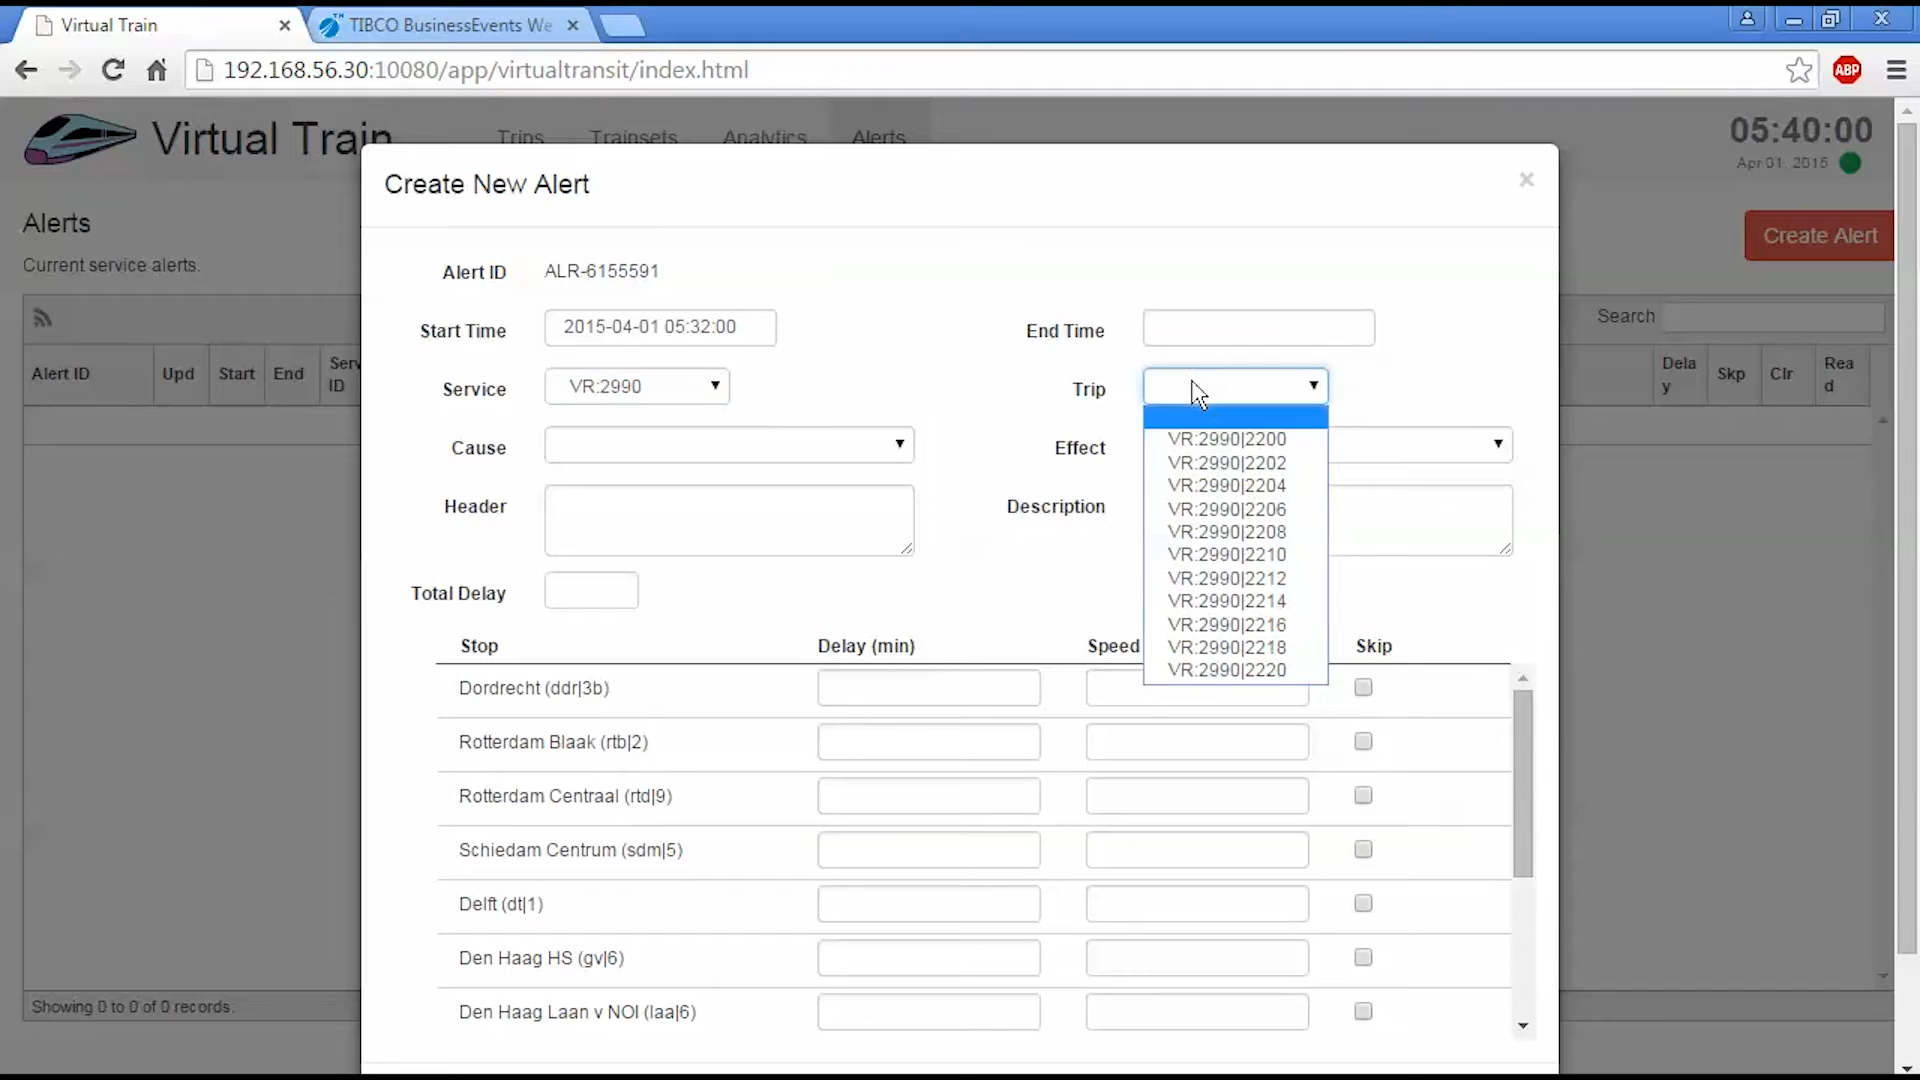 Virtual Train
TIBCO BusinessEvents We
192.168.56.30:10080/app/virtualtransit/index.html
ABP
Virtual Train
Trips
Trainsets
Analytics
Alerts
05:40:00
Apr 01, 2015
Alerts
Current service alerts.
Create Alert
Search
Alert ID
Upd
Start
End
Serv
ID
Dela
y
Skp
Clr
Rea
d
Showing 0 to 0 of 0 records.
Create New Alert
×
Alert ID ALR-6155591
Start Time 2015-04-01 05:32:00
End Time
Service VR:2990
Trip
VR:2990|2200
VR:2990|2202
VR:2990|2204
VR:2990|2206
VR:2990|2208
VR:2990|2210
VR:2990|2212
VR:2990|2214
VR:2990|2216
VR:2990|2218
VR:2990|2220
Cause
Effect
Header
Description
Total Delay
Stop Delay (min) Speed Skip
Dordrecht (ddr|3b)
Rotterdam Blaak (rtb|2)
Rotterdam Centraal (rtd|9)
Schiedam Centrum (sdm|5)
Delft (dt|1)
Den Haag HS (gv|6)
Den Haag Laan v NOI (laa|6)